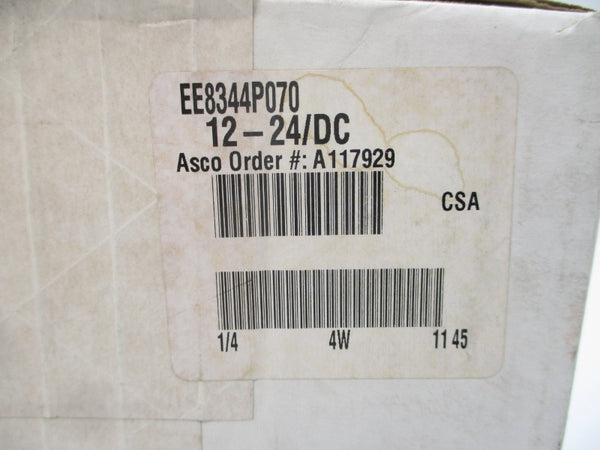 EE8344P070
12-24/DC
Asco Order #: A117929
CSA
1/4 4W 11 45